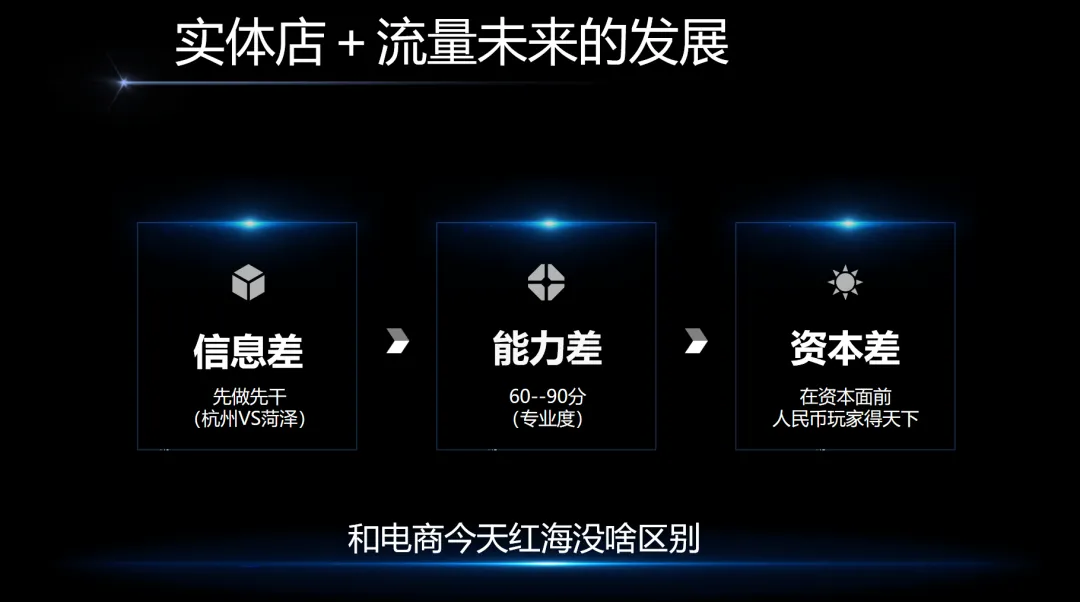 实体店 + 流量未来的发展
信息差
先做先干
（杭州VS菏泽）
能力差
60--90分
（专业度）
资本差
在资本面前
人民币玩家得天下
和电商今天红海没啥区别